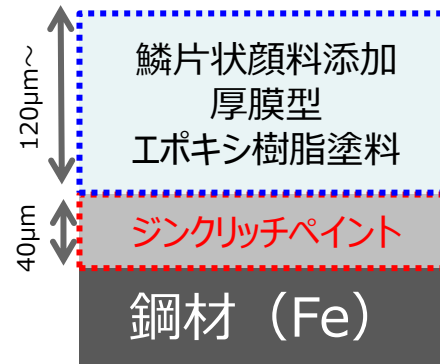 120μm～
鱗片状顔料添加
厚膜型
エポキシ樹脂塗料
40μm
ジンクリッチペイント
鋼材（Fe）